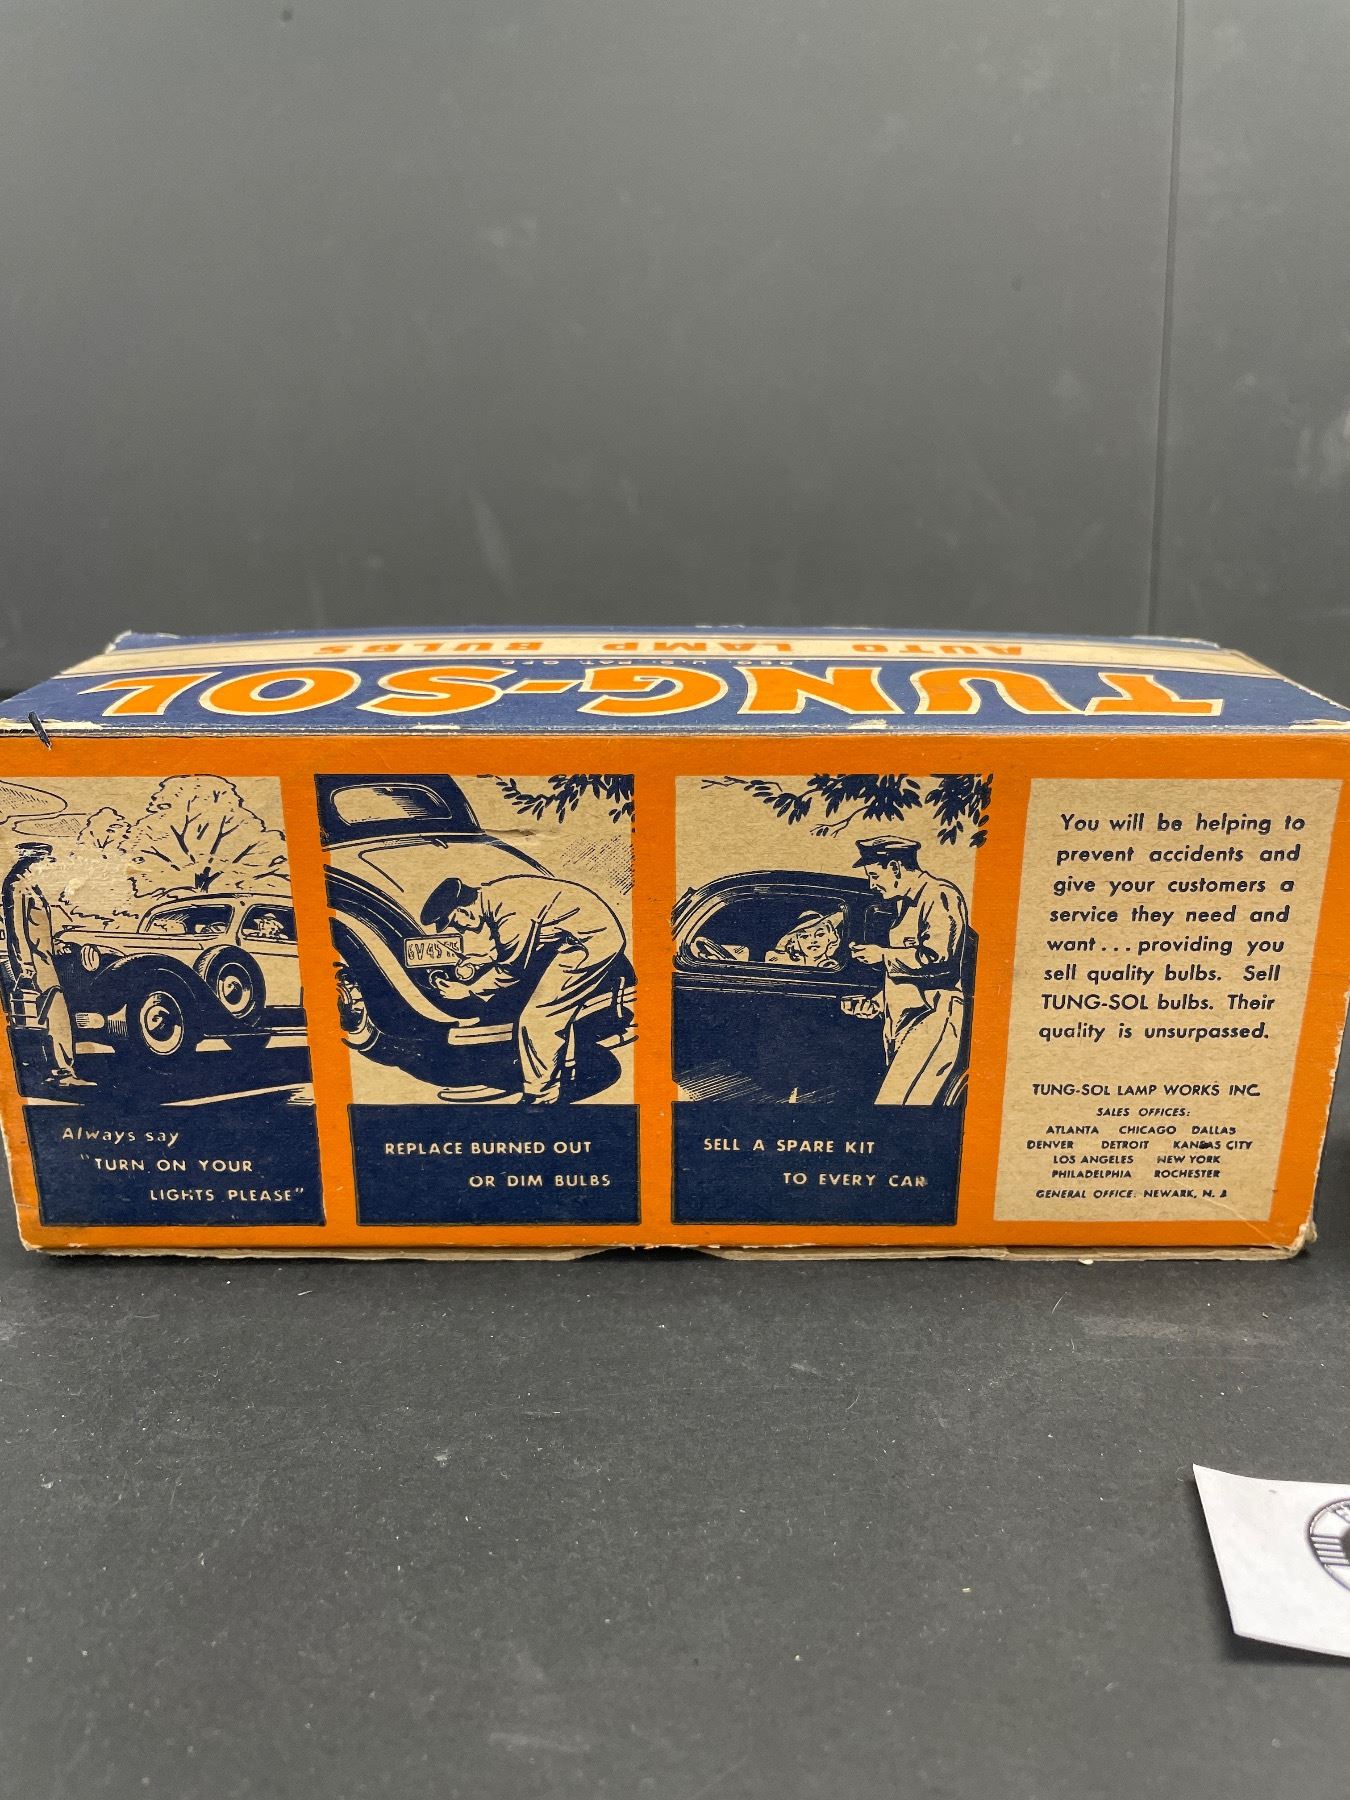 AUTO LAMP BULBS
REG. U.S. PAT. OFF.
TUNG-SOL
Always say
"TURN ON YOUR
LIGHTS PLEASE"
REPLACE BURNED OUT
OR DIM BULBS
SELL A SPARE KIT
TO EVERY CAR
You will be helping to
prevent accidents and
give your customers a
service they need and
want... providing you
sell quality bulbs. Sell
TUNG-SOL bulbs. Their
quality is unsurpassed.
TUNG-SOL LAMP WORKS INC.
SALES OFFICES:
ATLANTA CHICAGO DALLAS
DENVER DETROIT KANSAS CITY
LOS ANGELES NEW YORK
PHILADELPHIA ROCHESTER
GENERAL OFFICE: NEWARK, N. J.